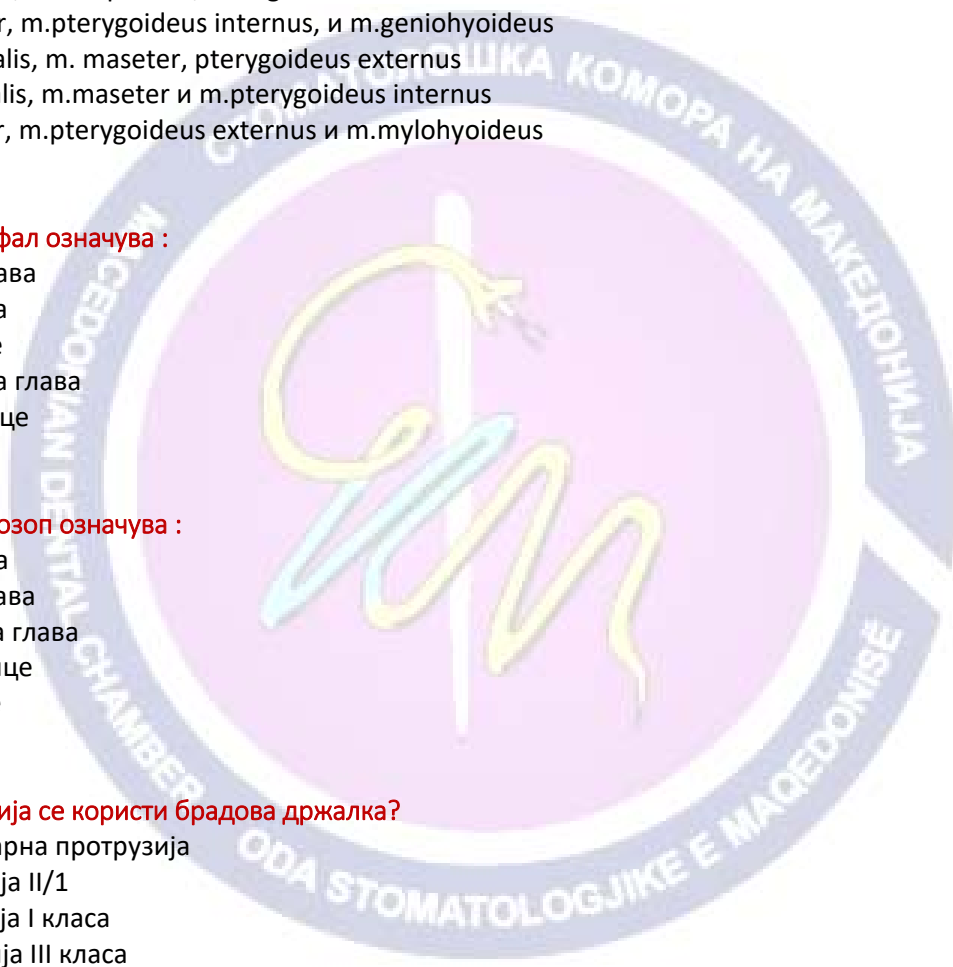 r, m.pterygoideus internus, и m.geniohyoideus
alis, m. maseter, pterygoideus externus
lis, m.maseter и m.pterygoideus internus
r, m.pterygoideus externus и m.mylohyoideus
фал означува :
ава
а
е
а глава
це
озоп означува :
а
ава
а глава
ице
ија се користи брадова држалка?
арна протрузија
ја II/1
ја I класа
ија III класа
СТОМАТОЛОШКА КОМОРА НА МАКЕДОНИЈА
MACEDONIAN DENTAL CHAMBER
ODA STOMATOLOGJIKE E MAQEDONISË